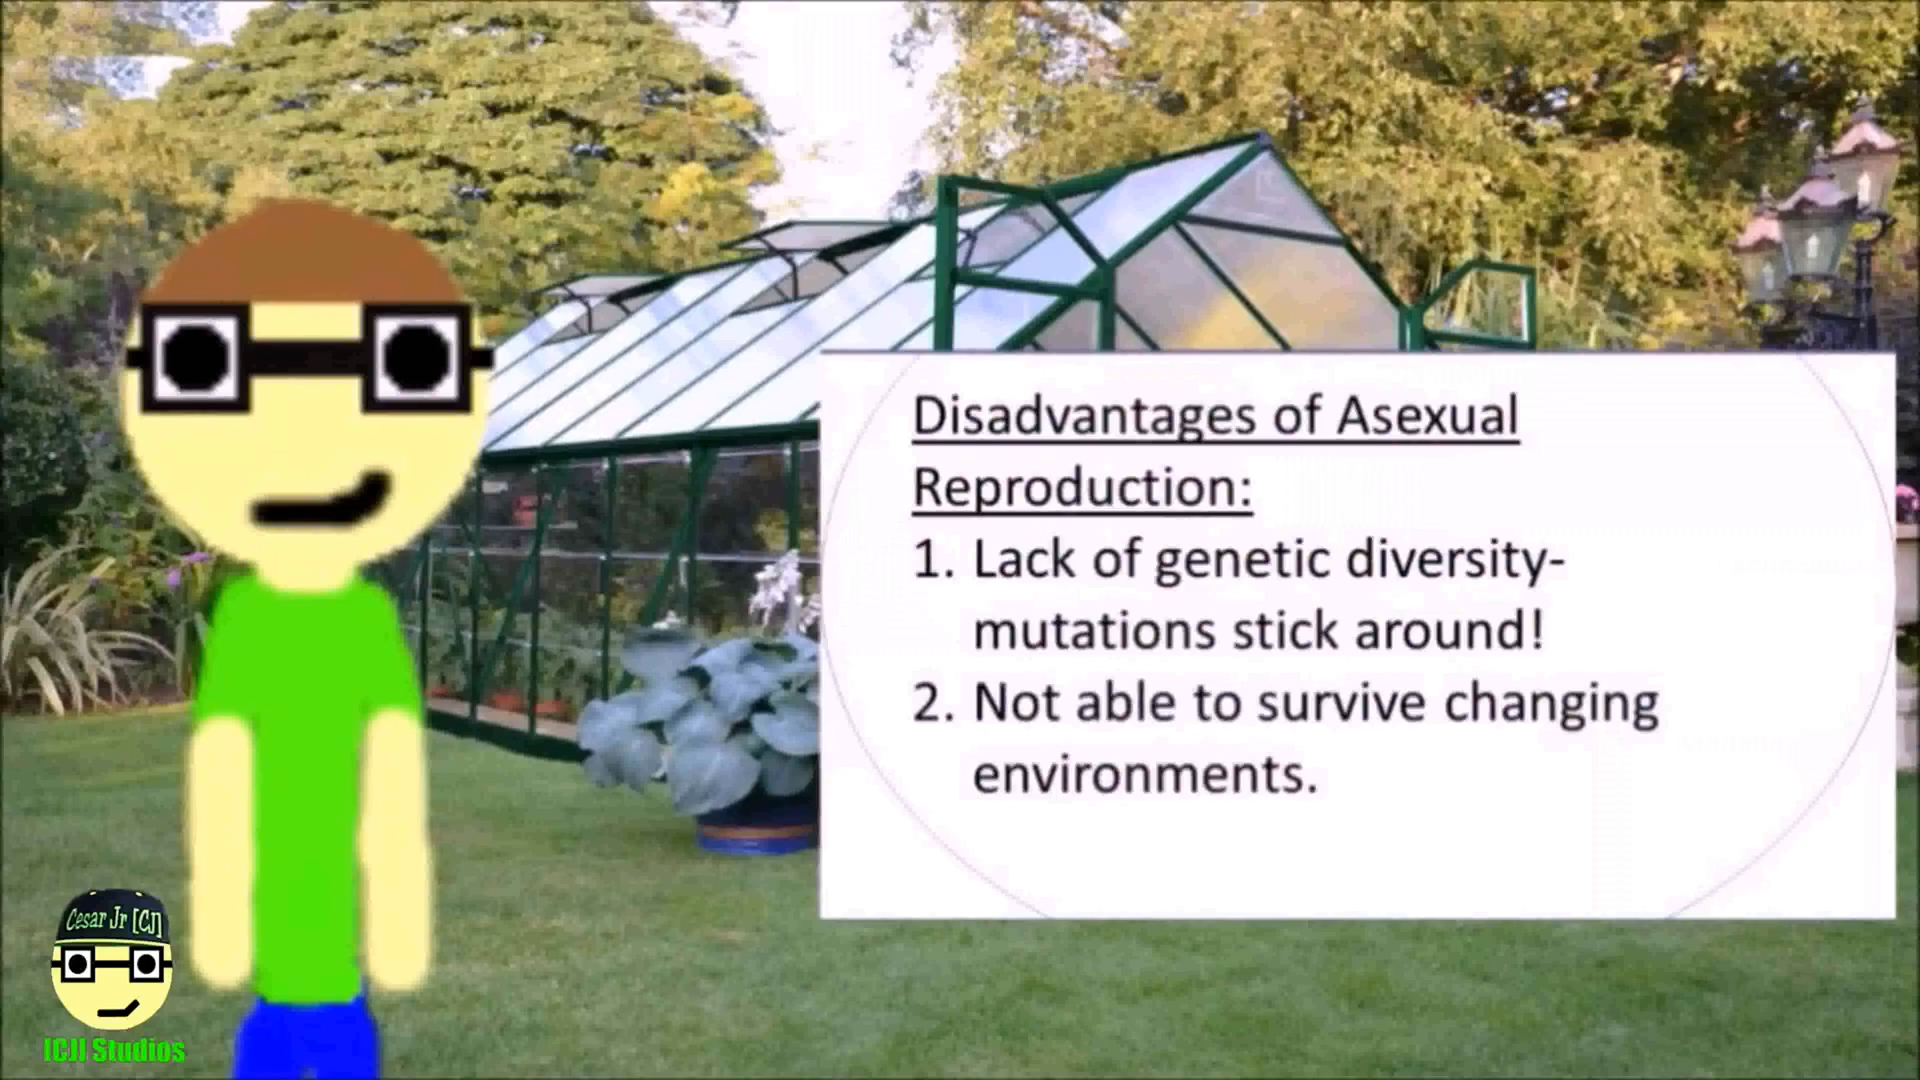 Disadvantages of Asexual
Reproduction:
1. Lack of genetic diversity-
mutations stick around!
2. Not able to survive changing
environments.
Cesar Jr [CJ]
[CJ] Studios